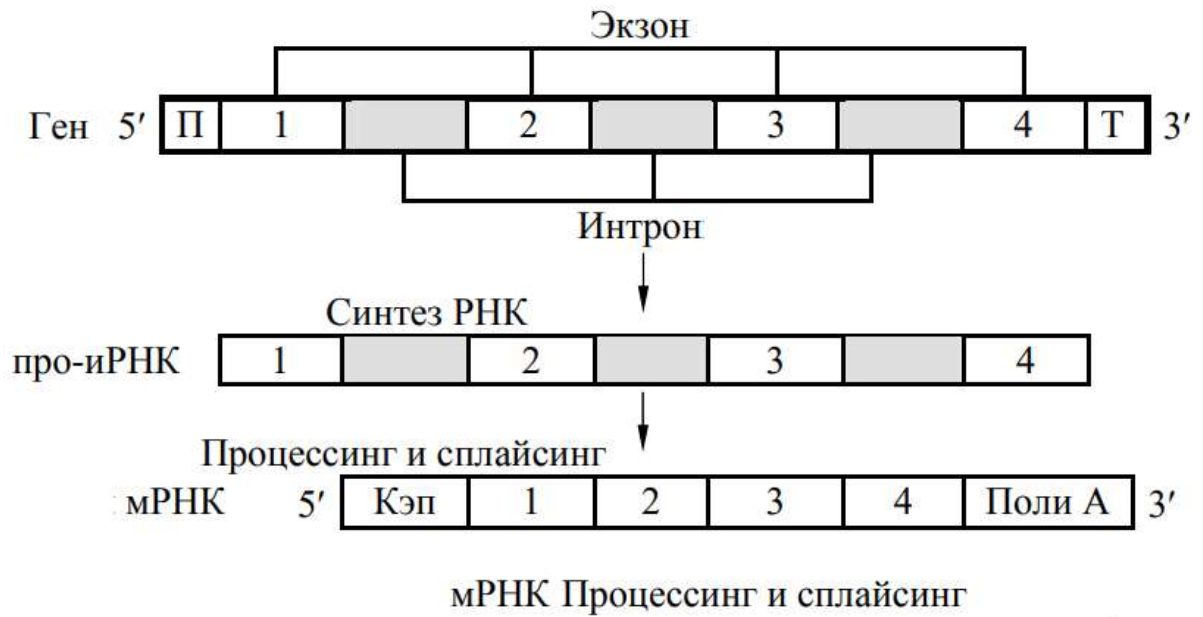 Экзон
Ген 5′ П 1 2 3 4 Т 3′
Интрон
Синтез РНК
про-иРНК 1 2 3 4
Процессинг и сплайсинг
мРНК 5′ Кэп 1 2 3 4 Поли А 3′
мРНК Процессинг и сплайсинг